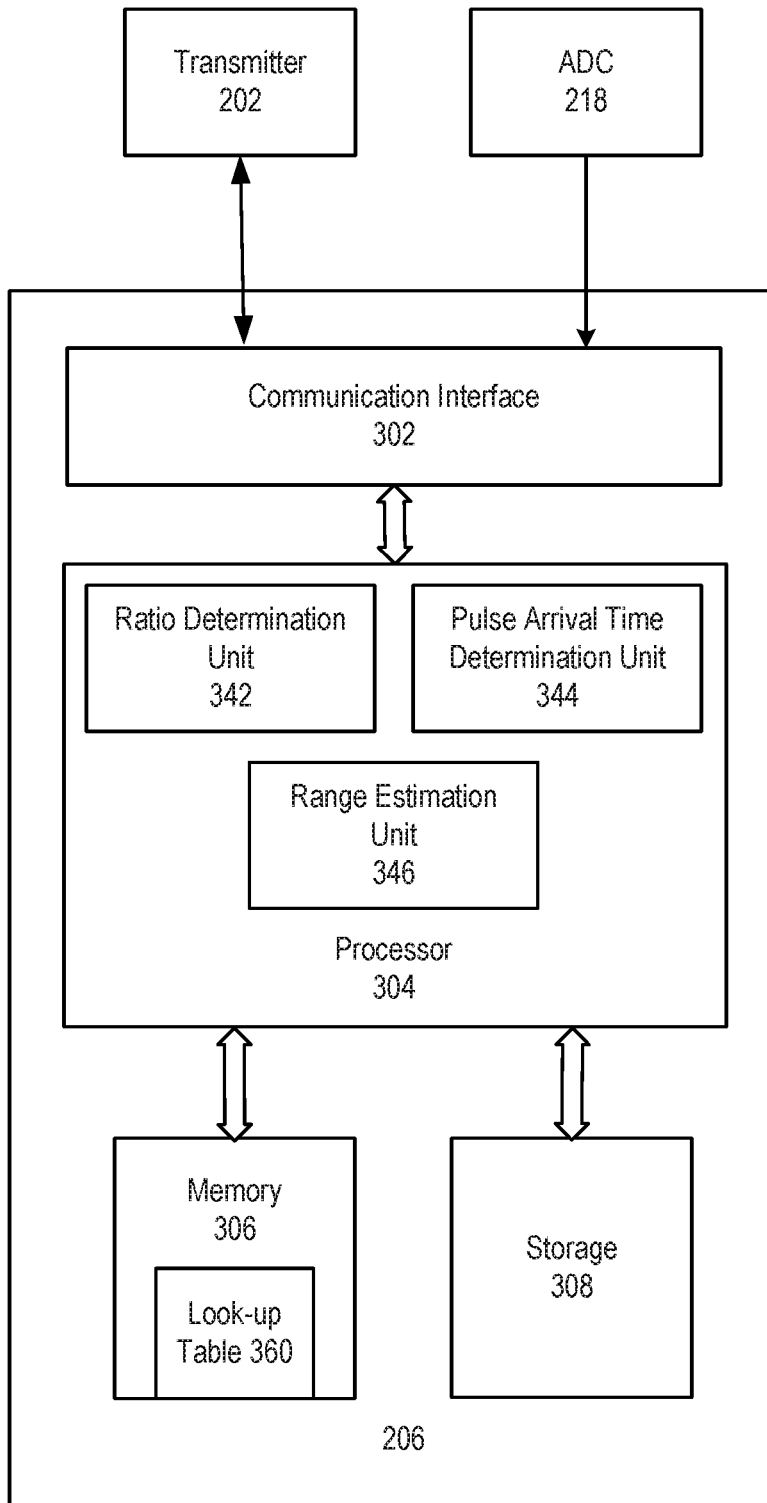 Transmitter
202
ADC
218
Communication Interface
302
Ratio Determination
Unit
342
Pulse Arrival Time
Determination Unit
344
Range Estimation
Unit
346
Processor
304
Memory
306
Look-up
Table 360
Storage
308
206